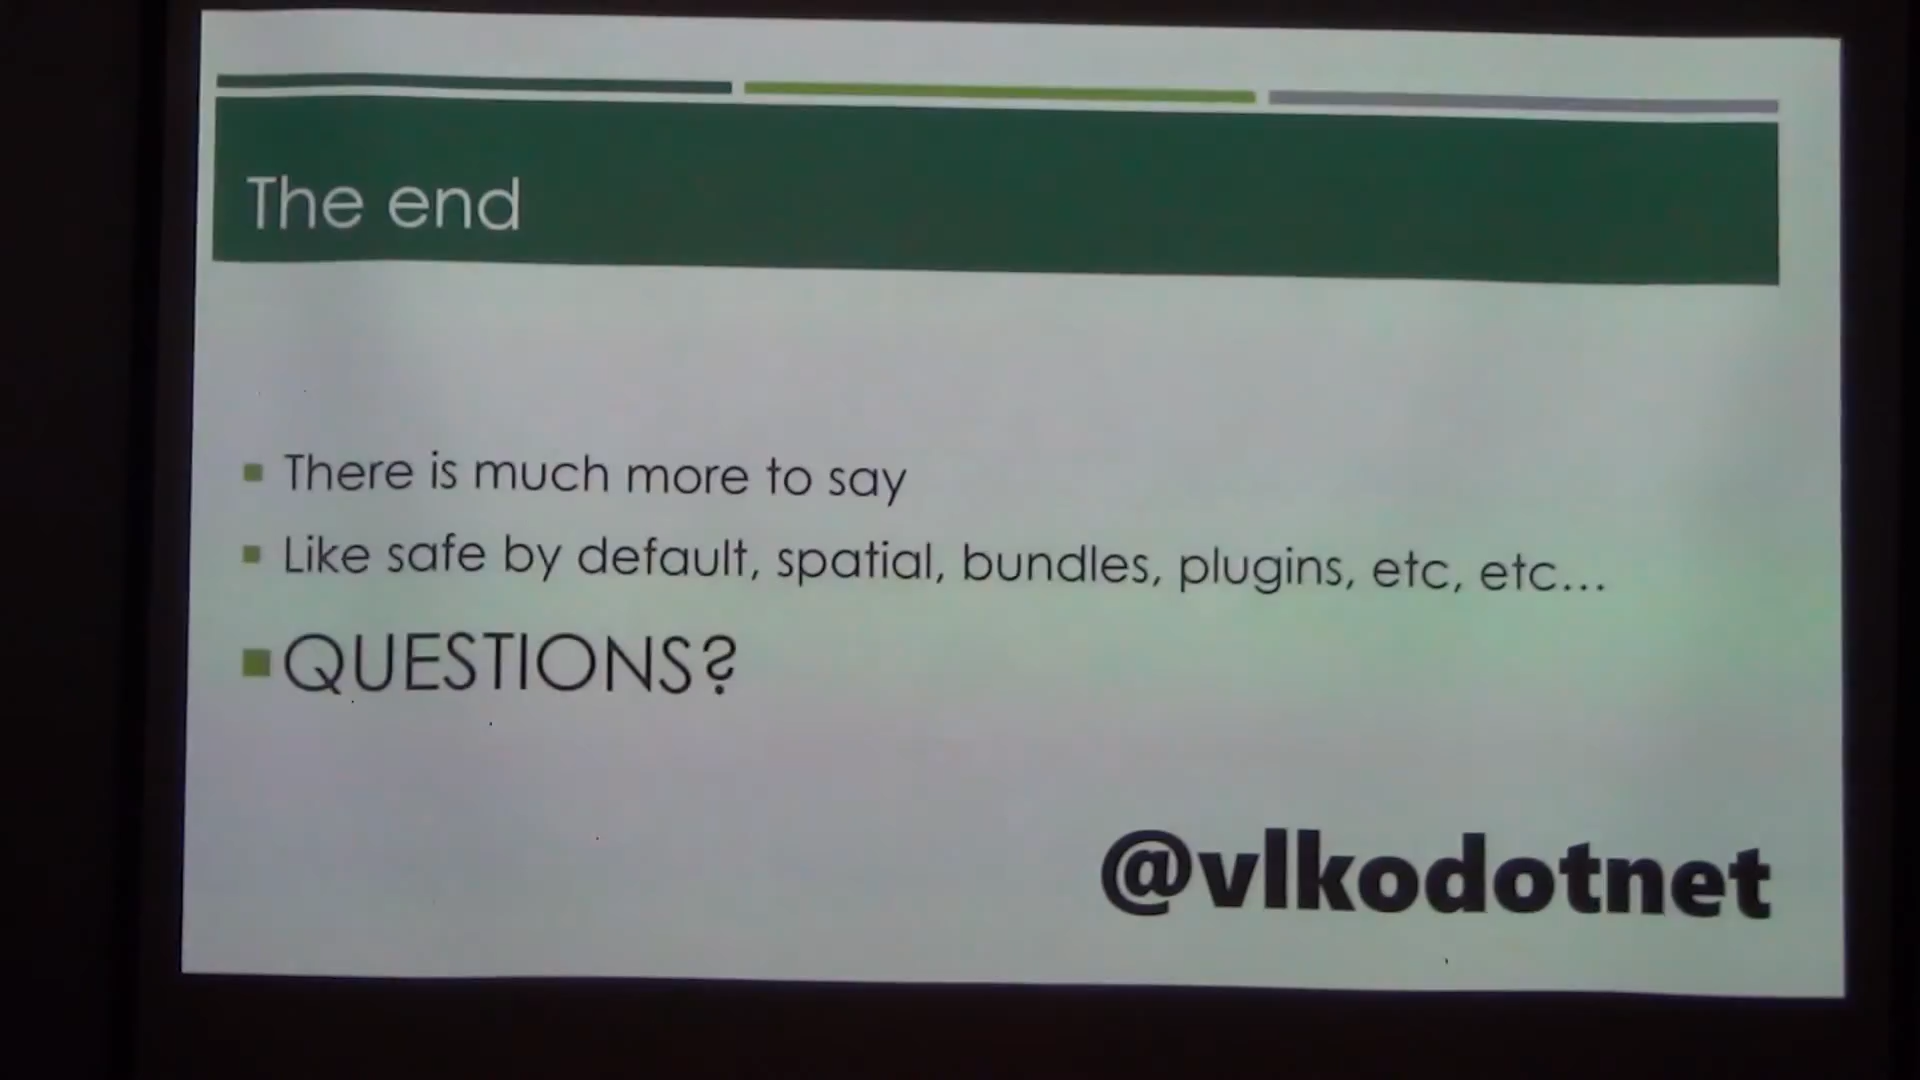 The end
There is much more to say
Like safe by default, spatial, bundles, plugins, etc, etc...
QUESTIONS?
@vlkodotnet